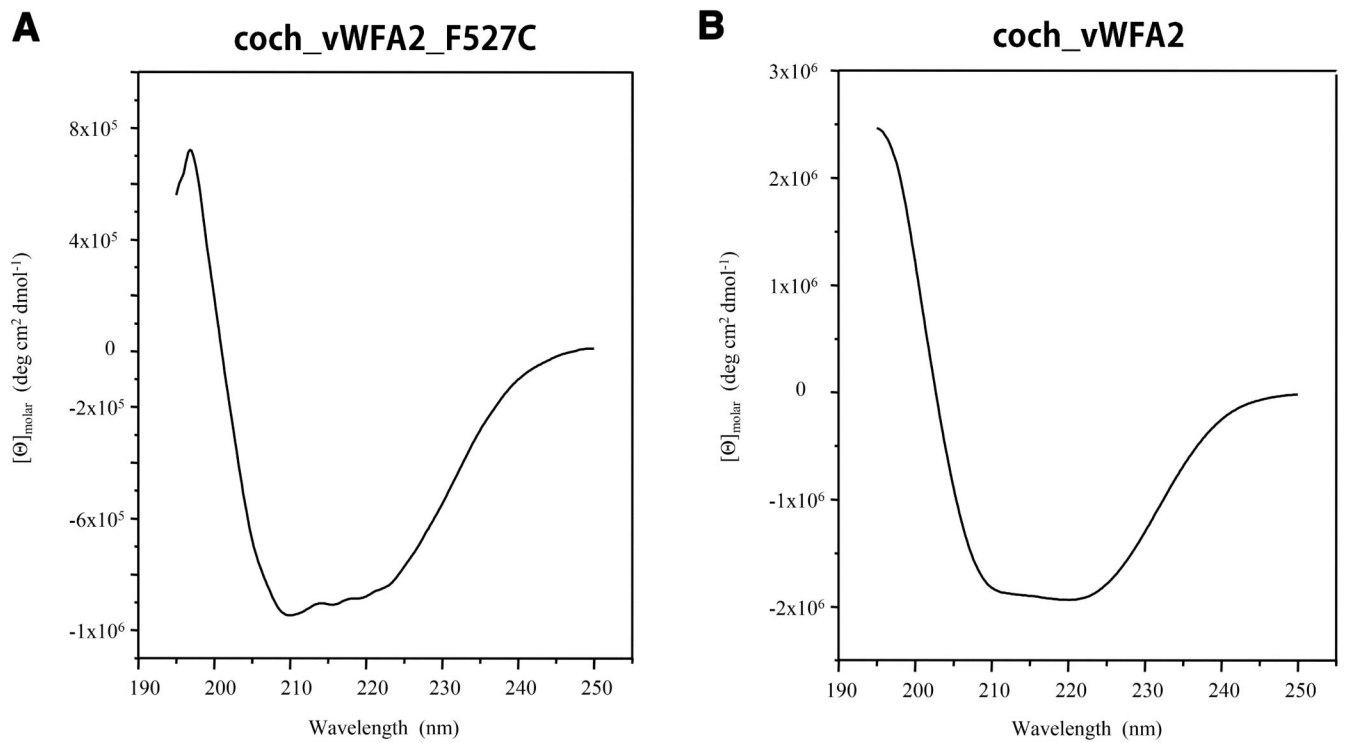 A
coch_vWFA2_F527C
8x10⁵
4x10⁵
0
-2x10⁵
-6x10⁵
-1x10⁶
[Θ]molar (deg cm² dmol⁻¹)
190 200 210 220 230 240 250
Wavelength (nm)
B
coch_vWFA2
3x10⁶
2x10⁶
1x10⁶
0
-1x10⁶
-2x10⁶
[Θ]molar (deg cm² dmol⁻¹)
190 200 210 220 230 240 250
Wavelength (nm)